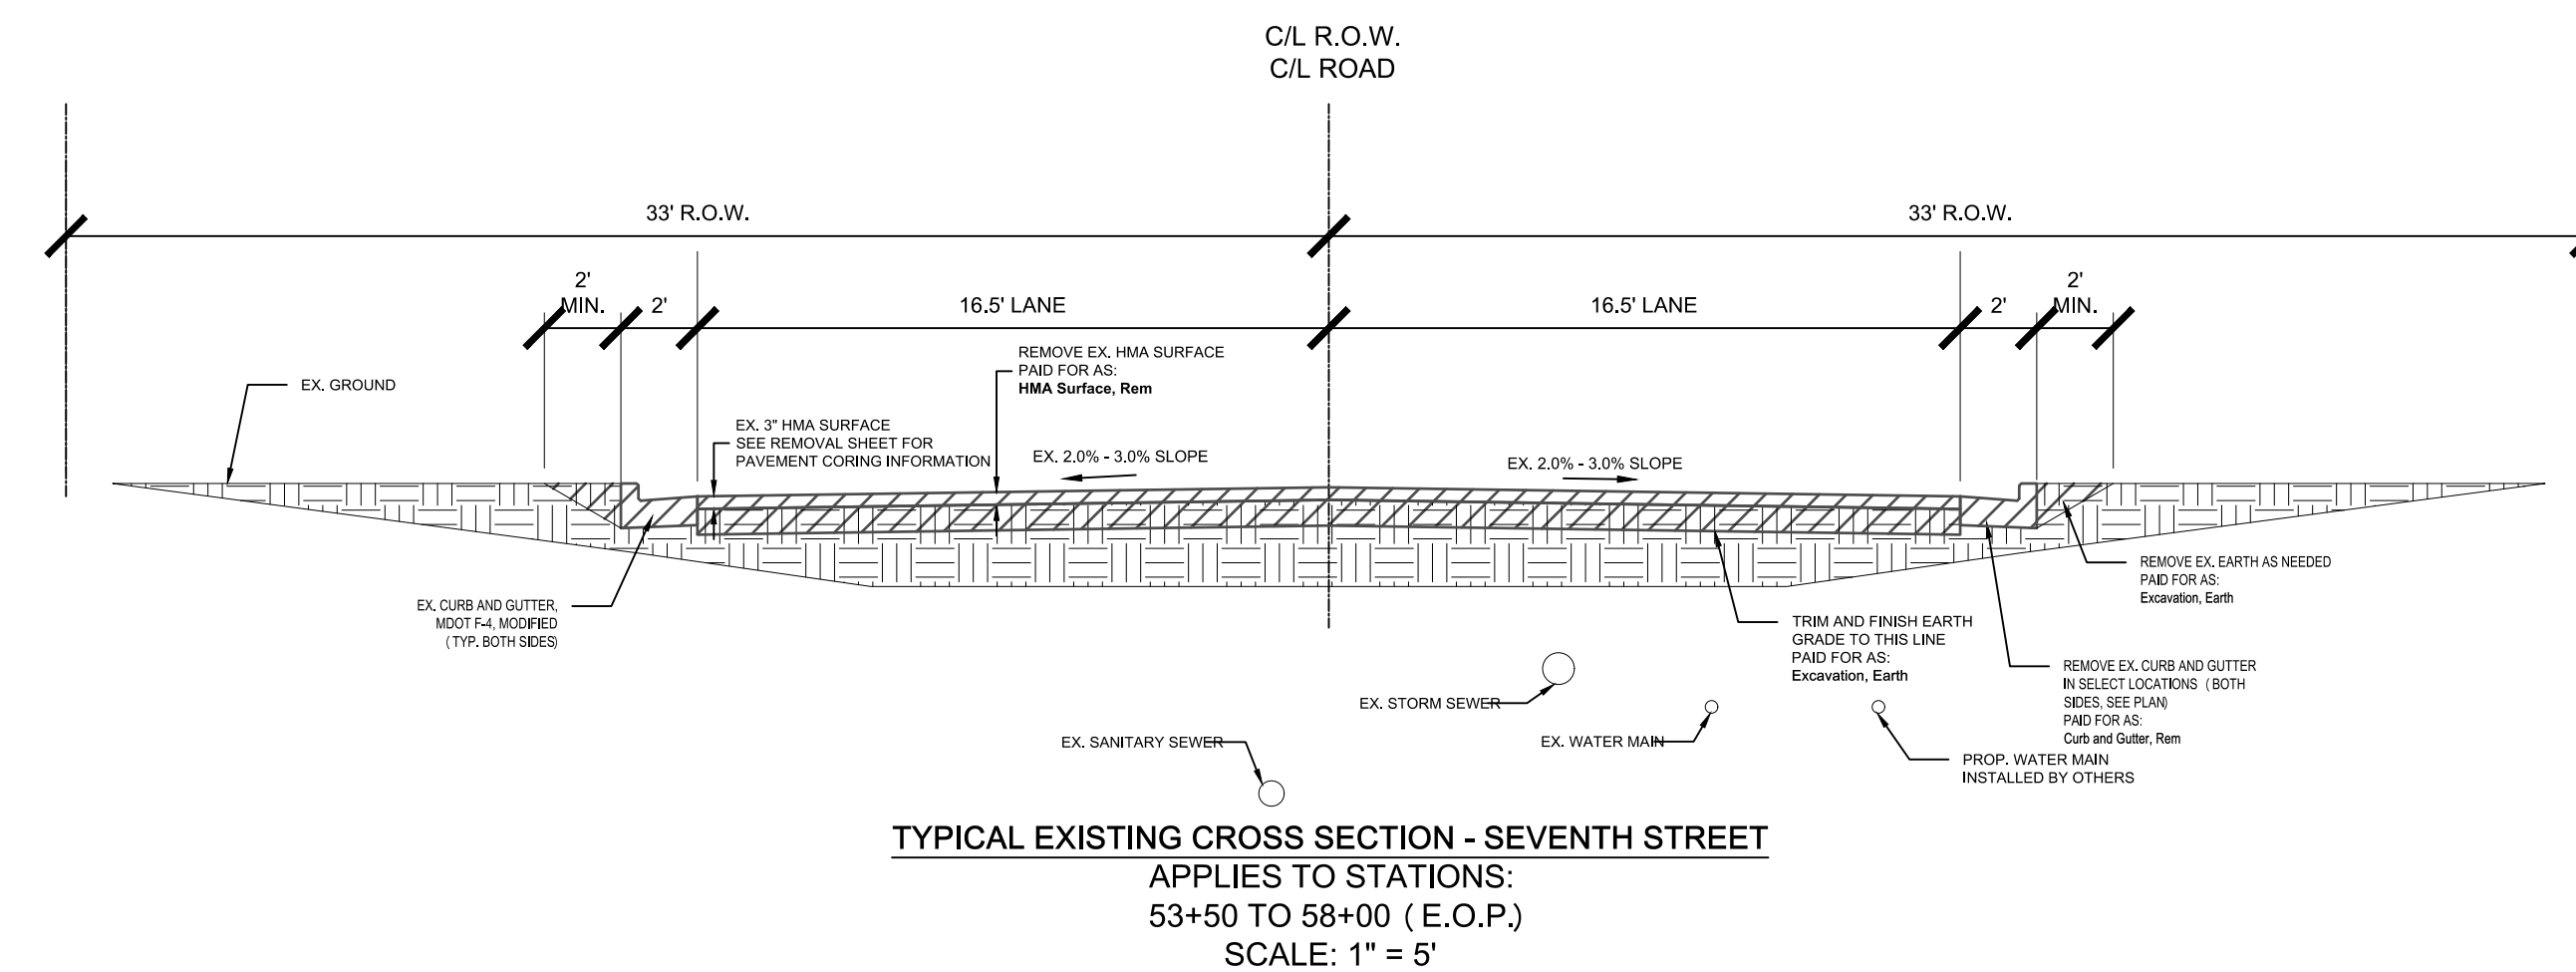 C/L R.O.W.
C/L ROAD
33' R.O.W.
33' R.O.W.
2'
MIN.
2'
16.5' LANE
16.5' LANE
2'
2'
MIN.
EX. GROUND
REMOVE EX. HMA SURFACE
PAID FOR AS:
HMA Surface, Rem
EX. 3" HMA SURFACE
SEE REMOVAL SHEET FOR
PAVEMENT CORING INFORMATION
EX. 2.0% - 3.0% SLOPE
EX. 2.0% - 3.0% SLOPE
EX. CURB AND GUTTER,
MDOT F-4, MODIFIED
(TYP. BOTH SIDES)
REMOVE EX. EARTH AS NEEDED
PAID FOR AS:
Excavation, Earth
TRIM AND FINISH EARTH
GRADE TO THIS LINE
PAID FOR AS:
Excavation, Earth
REMOVE EX. CURB AND GUTTER
IN SELECT LOCATIONS (BOTH
SIDES, SEE PLAN)
PAID FOR AS:
Curb and Gutter, Rem
EX. STORM SEWER
EX. SANITARY SEWER
EX. WATER MAIN
PROP. WATER MAIN
INSTALLED BY OTHERS
TYPICAL EXISTING CROSS SECTION - SEVENTH STREET
APPLIES TO STATIONS:
53+50 TO 58+00 (E.O.P.)
SCALE: 1" = 5'